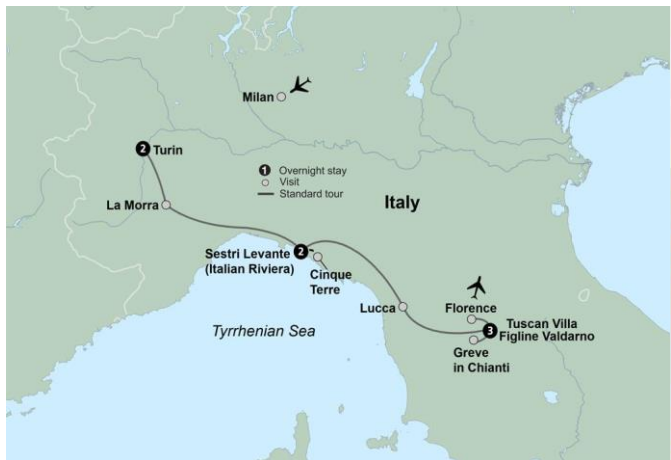 Milan
2 Turin
1 Overnight stay
Visit
Standard tour
La Morra
Italy
Sestri Levante
(Italian Riviera)
2
Cinque
Terre
Tyrrhenian Sea
Lucca
Florence
Tuscan Villa
Figline Valdarno
3
Greve
in Chianti